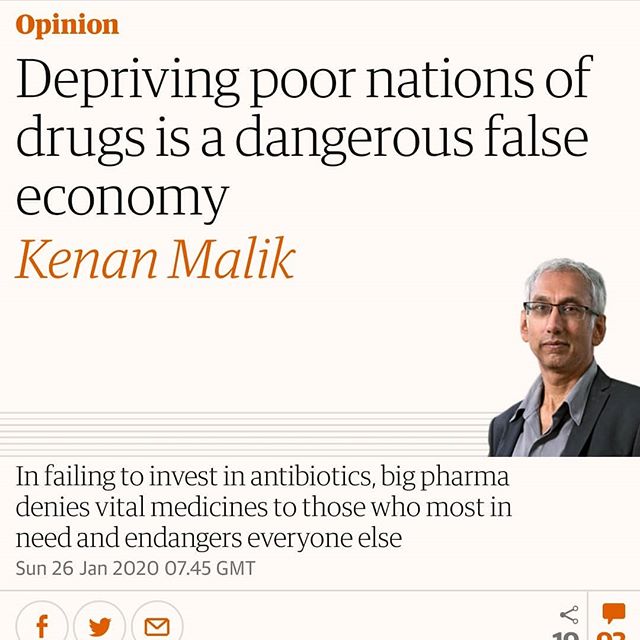 Opinion
Depriving poor nations of
drugs is a dangerous false
economy
Kenan Malik
In failing to invest in antibiotics, big pharma
denies vital medicines to those who most in
need and endangers everyone else
Sun 26 Jan 2020 07.45 GMT